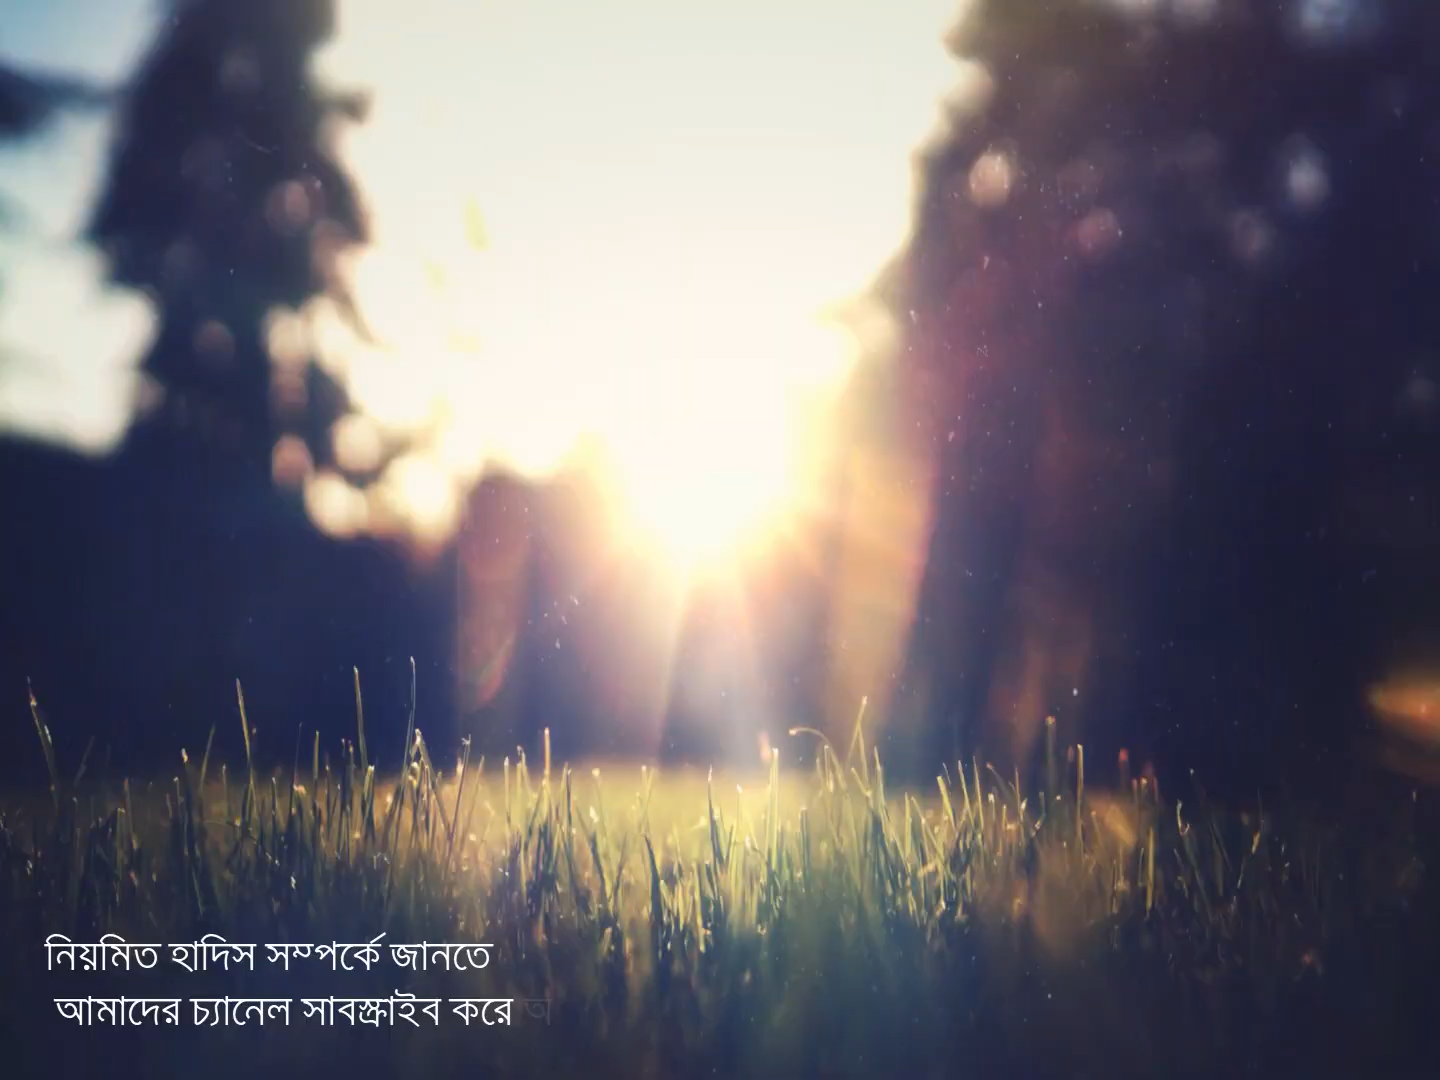 নিয়মিত হাদিস সম্পর্কে জানতে
আমাদের চ্যানেল সাবস্ক্রাইব করে অ